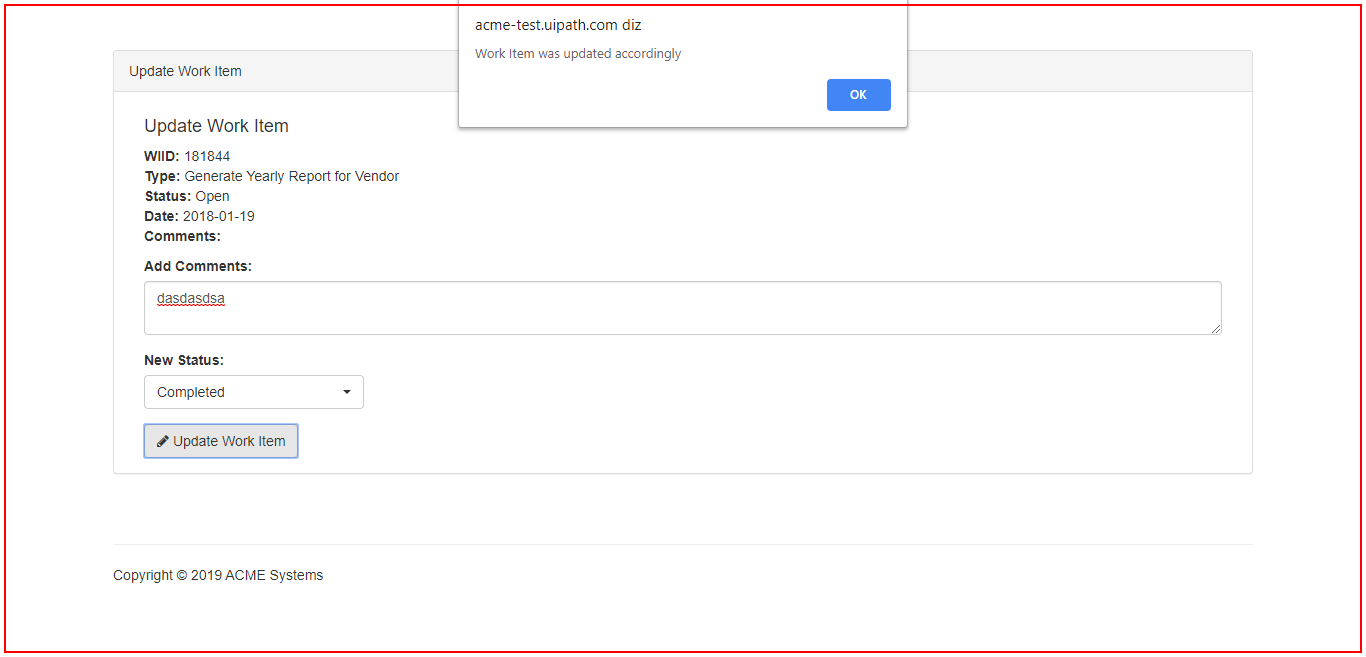 acme-test.uipath.com diz
Work Item was updated accordingly
OK
Update Work Item
Update Work Item
WIID: 181844
Type: Generate Yearly Report for Vendor
Status: Open
Date: 2018-01-19
Comments:
Add Comments:
dasdasdsa
New Status:
Completed
Update Work Item
Copyright © 2019 ACME Systems